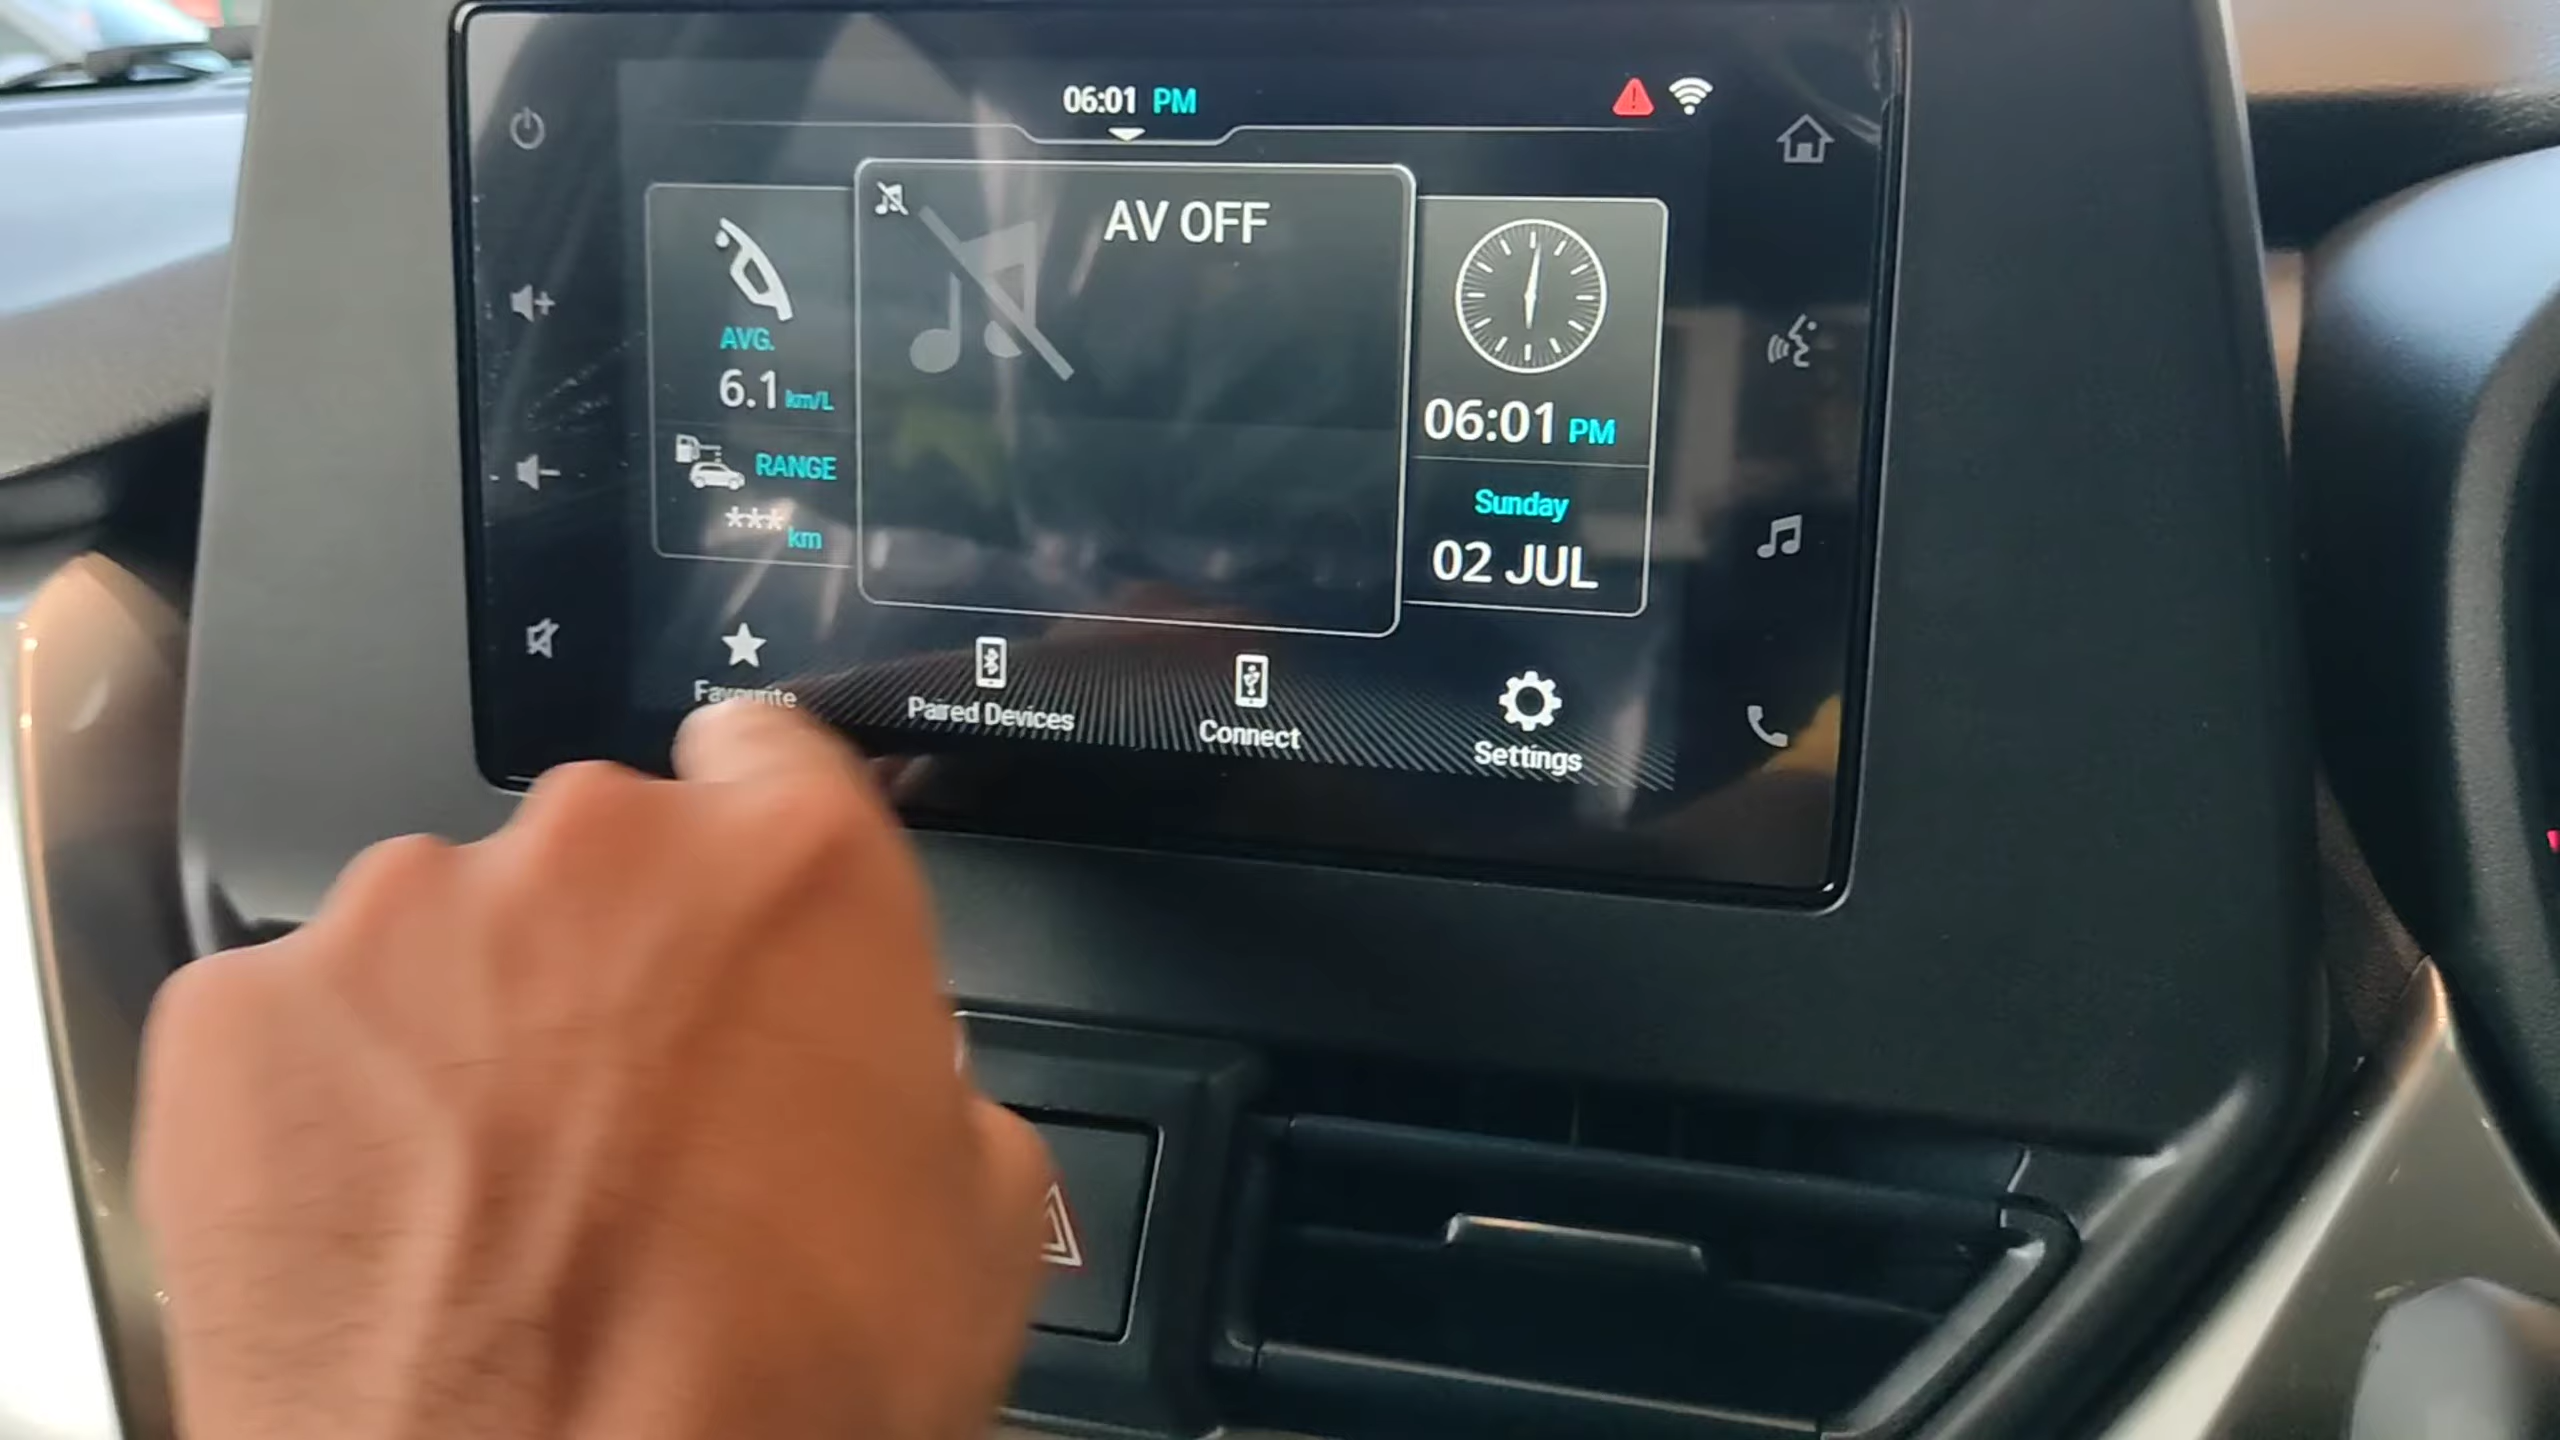 06:01 PM
AV OFF
AVG.
6.1 km/L
RANGE
*** km
06:01 PM
Sunday
02 JUL
Favourite
Paired Devices
Connect
Settings